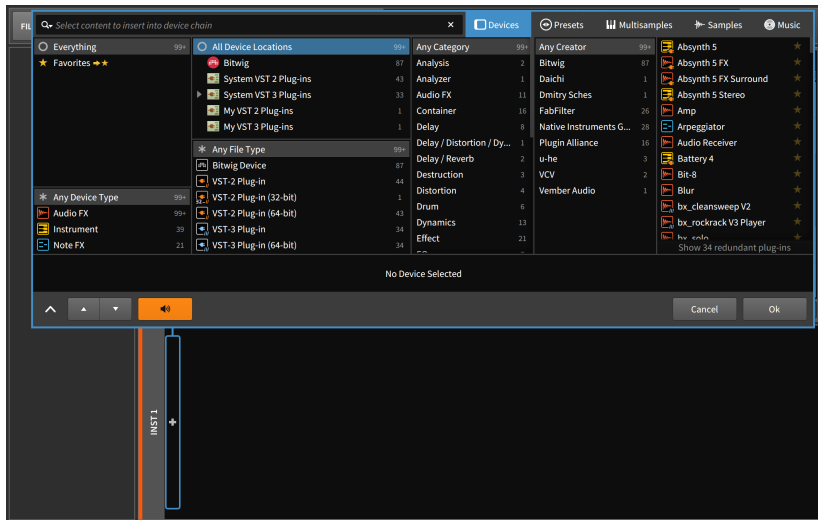 FIL
Select content to insert into device chain × Devices Presets Multisamples Samples Music
Everything 99+
Favorites
Any Device Type 99+
Audio FX 99+
Instrument 39
Note FX 21
All Device Locations 99+
Bitwig 87
System VST 2 Plug-ins 43
System VST 3 Plug-ins 33
My VST 2 Plug-ins 1
My VST 3 Plug-ins 1
Any File Type 99+
Bitwig Device 87
VST-2 Plug-in 44
VST-2 Plug-in (32-bit) 1
VST-2 Plug-in (64-bit) 43
VST-3 Plug-in 34
VST-3 Plug-in (64-bit) 34
Any Category 99+
Analysis 2
Analyzer 1
Audio FX 11
Container 16
Delay 8
Delay / Distortion / Dy... 1
Delay / Reverb 2
Destruction 3
Distortion 4
Drum 6
Dynamics 13
Effect 21
Any Creator 99+
Bitwig 87
Daichi 1
Dmitry Sches 1
FabFilter 26
Native Instruments G... 28
Plugin Alliance 16
u-he 3
VCV 2
Vember Audio 1
Absynth 5
Absynth 5 FX
Absynth 5 FX Surround
Absynth 5 Stereo
Amp
Arpeggiator
Audio Receiver
Battery 4
Bit-8
Blur
bx_cleansweep V2
bx_rockrack V3 Player
bx_solo
Show 34 redundant plug-ins
No Device Selected
Cancel Ok
INST 1
+